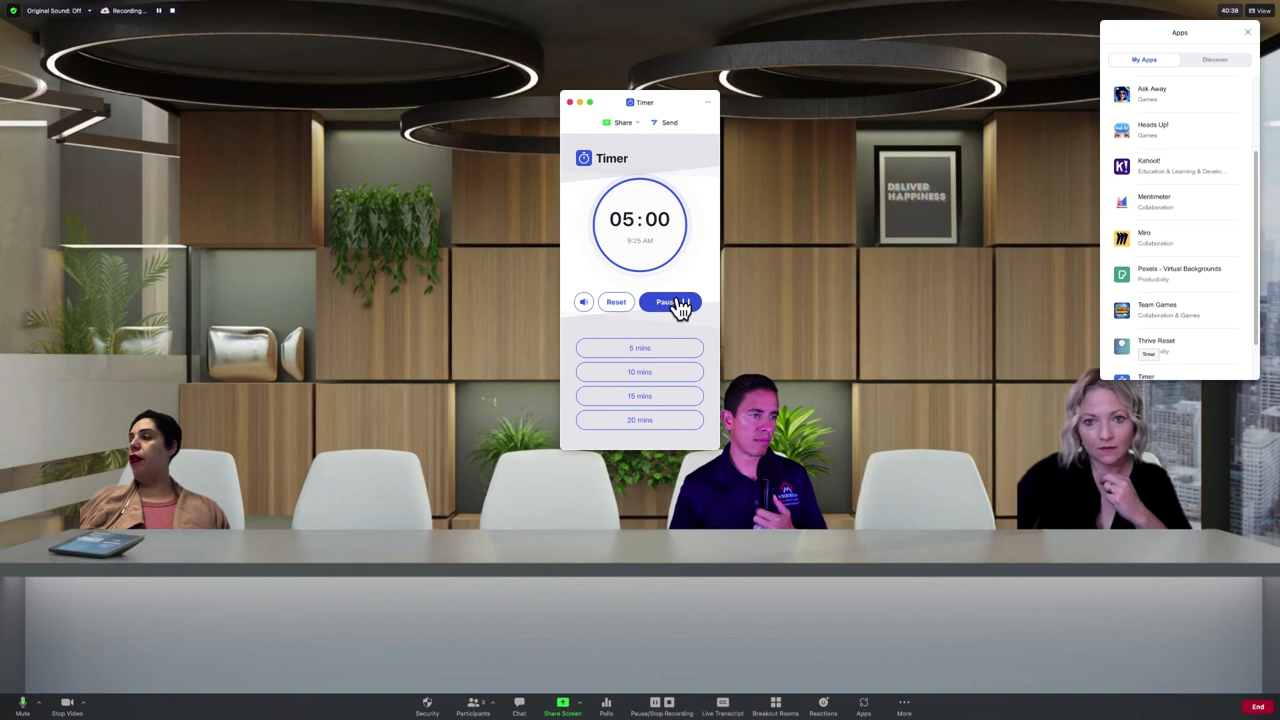 Original Sound: Off
Recording...
40:38
View
Apps
My Apps
Discover
Ask Away
Games
Heads Up!
Games
Kahoot!
Education & Learning & Develo...
Mentimeter
Collaboration
Miro
Collaboration
Pexels - Virtual Backgrounds
Productivity
Team Games
Collaboration & Games
Thrive Reset
Timer
Timer
Timer
Share
Send
Timer
05:00
9:25 AM
Reset
5 mins
10 mins
15 mins
20 mins
DELIVER
HAPPINESS
Mute
Stop Video
Security
Participants
3
Chat
Share Screen
Polls
Pause/Stop Recording
Live Transcript
Breakout Rooms
Reactions
Apps
More
End